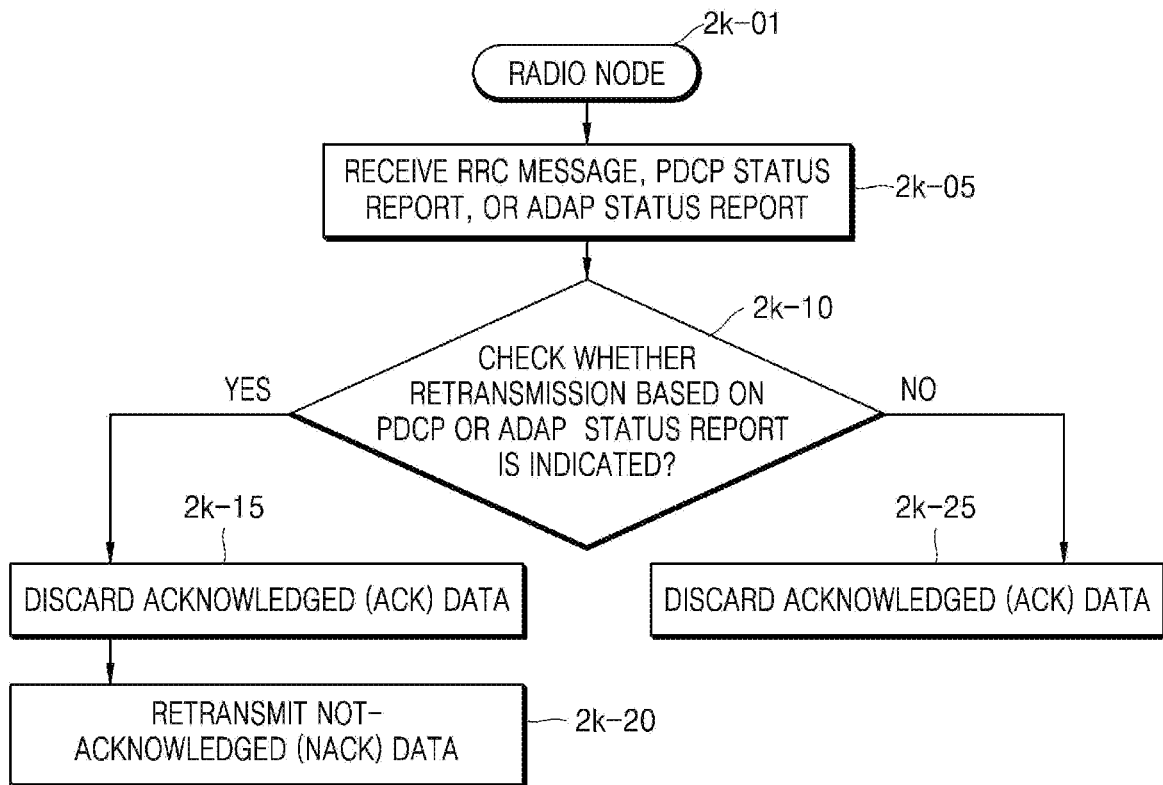 2k-01
RADIO NODE
RECEIVE RRC MESSAGE, PDCP STATUS
REPORT, OR ADAP STATUS REPORT
2k-05
2k-10
CHECK WHETHER
RETRANSMISSION BASED ON
PDCP OR ADAP STATUS REPORT
IS INDICATED?
YES
NO
2k-15
DISCARD ACKNOWLEDGED (ACK) DATA
RETRANSMIT NOT-
ACKNOWLEDGED (NACK) DATA
2k-20
2k-25
DISCARD ACKNOWLEDGED (ACK) DATA